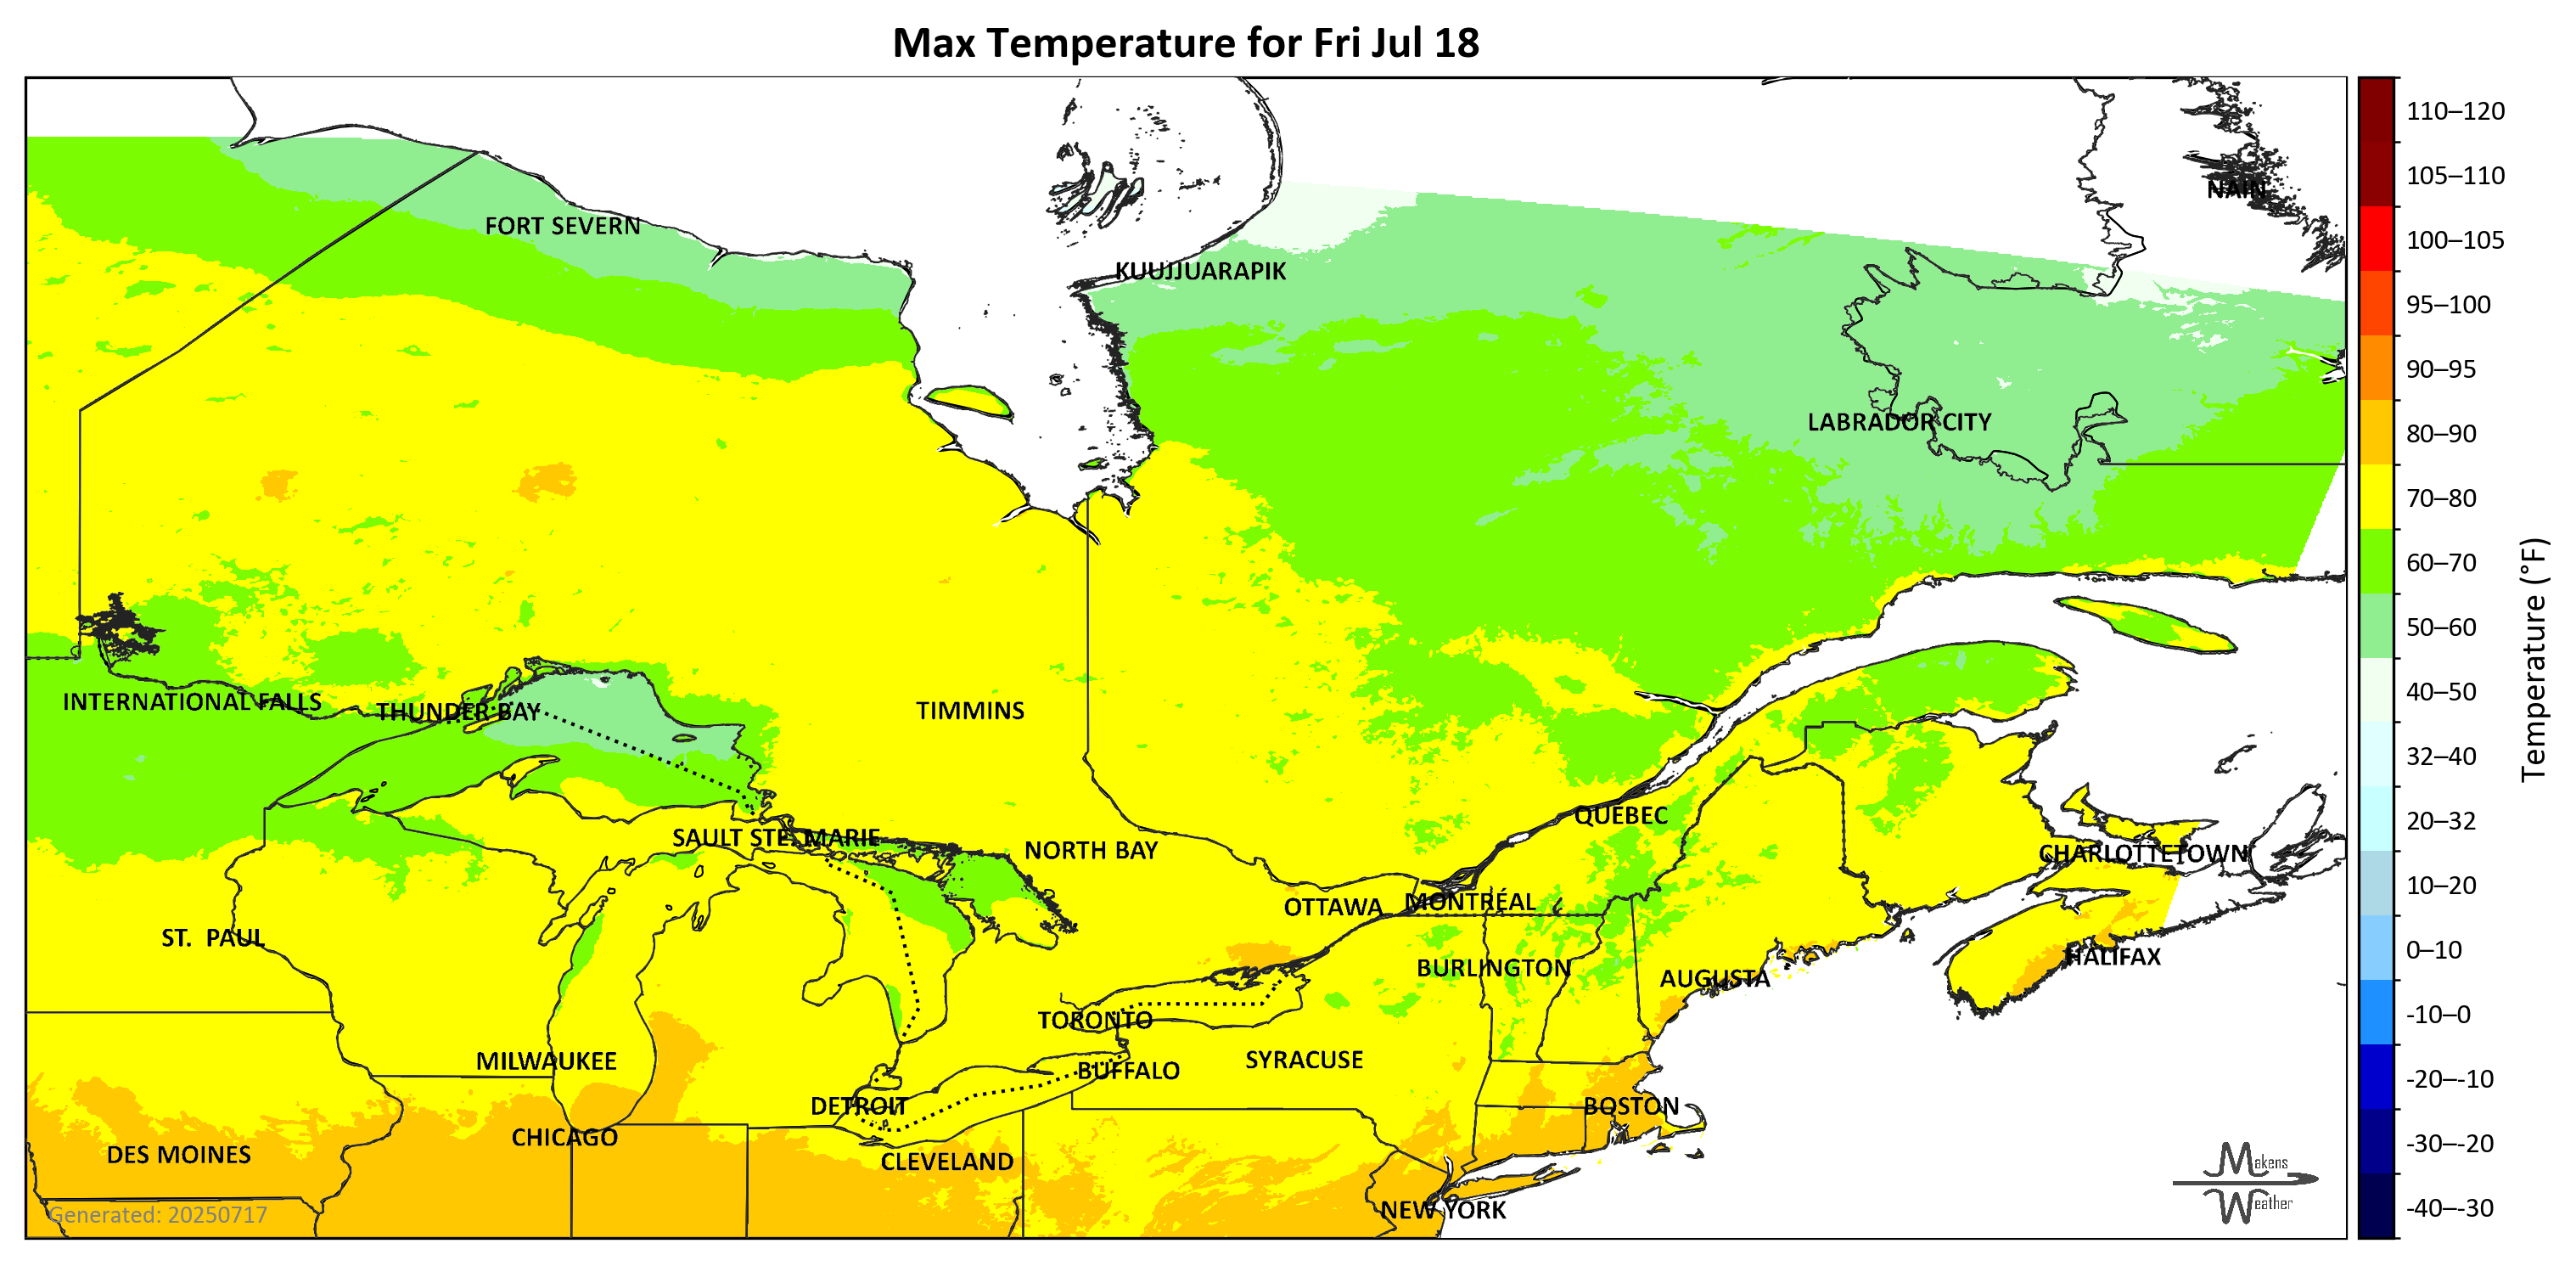 Max Temperature for Fri Jul 18
110–120
105–110
NAIN
FORT SEVERN
100–105
KUUJJUARAPIK
95–100
90–95
LABRADOR CITY
80–90
70–80
60–70
50–60
Temperature (°F)
INTERNATIONAL FALLS
THUNDER BAY
TIMMINS
40–50
32–40
QUÉBEC
20–32
SAULT STE. MARIE
NORTH BAY
CHARLOTTETOWN
10–20
OTTAWA
MONTRÉAL
ST. PAUL
HALIFAX
0–10
BURLINGTON
AUGUSTA
TORONTO
-10–0
MILWAUKEE
BUFFALO
SYRACUSE
-20–-10
DETROIT
BOSTON
CHICAGO
DES MOINES
CLEVELAND
-30–-20
Makens
Weather
NEW YORK
Generated: 20250717
-40–-30